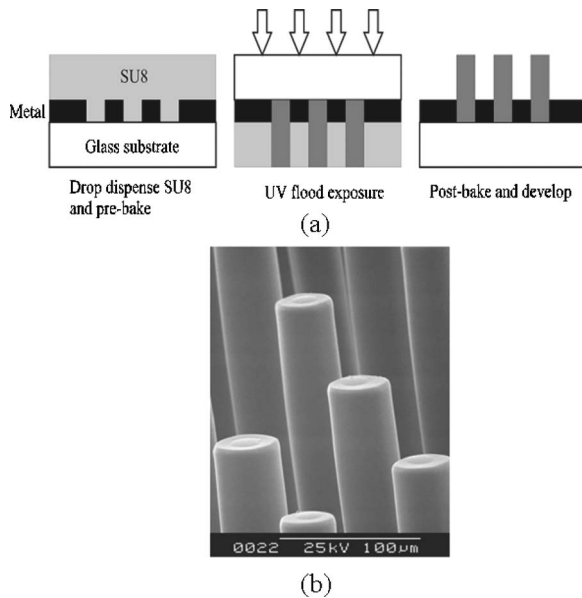 SU8
Metal
Glass substrate
Drop dispense SU8
and pre-bake
UV flood exposure
Post-bake and develop
(a)
0022 25kV 100µm
(b)